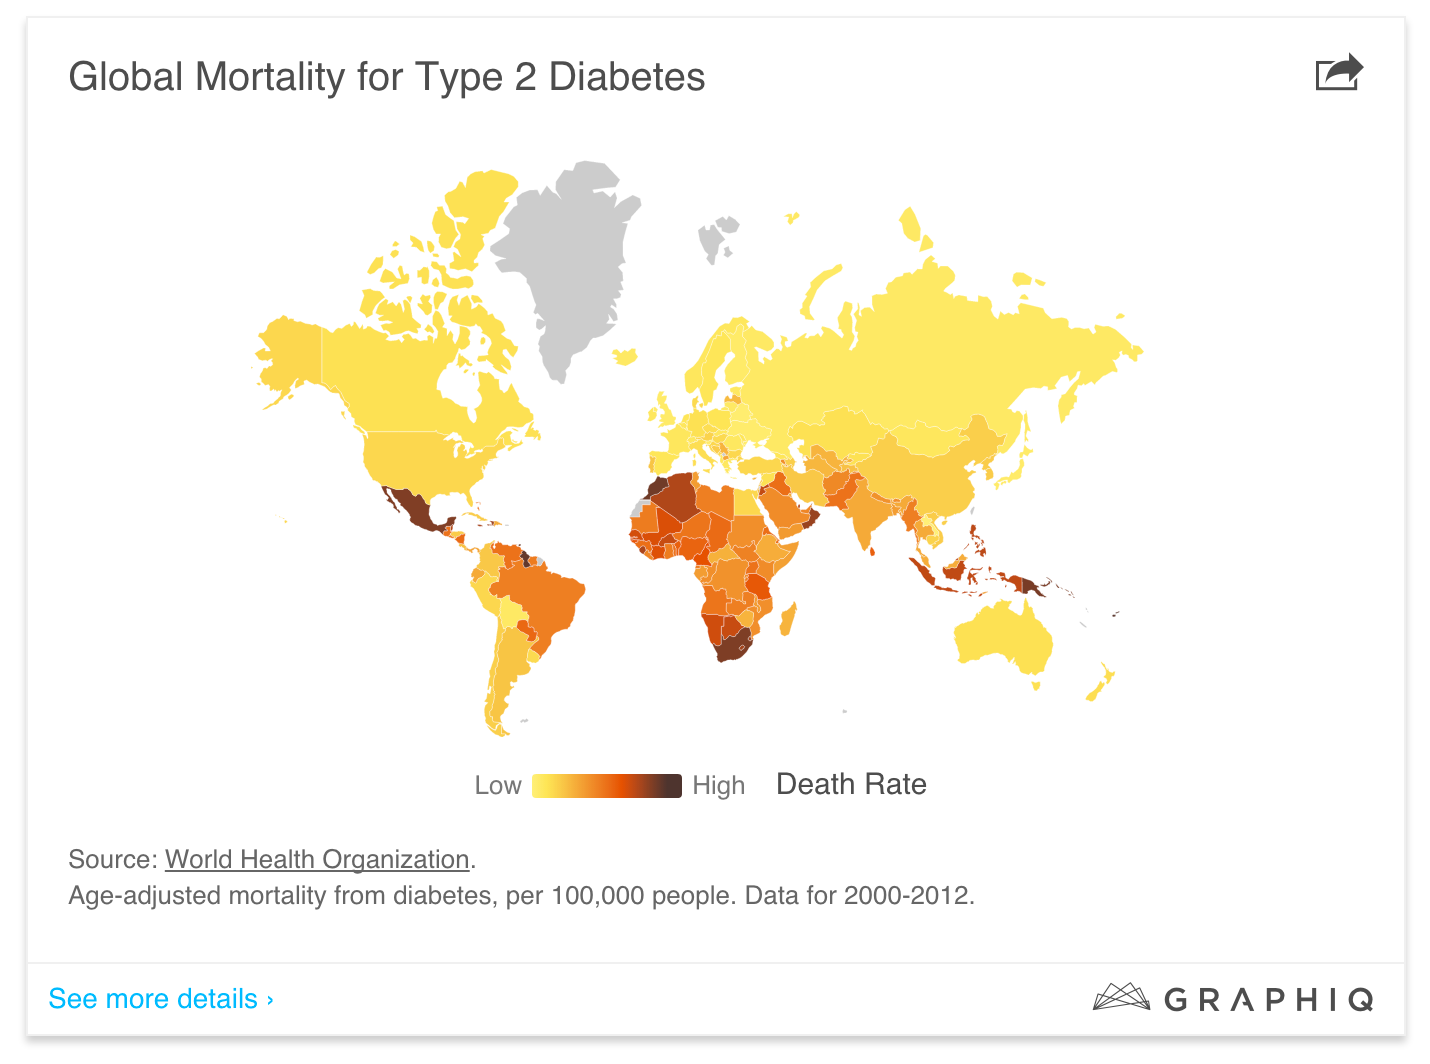 Global Mortality for Type 2 Diabetes
Low High Death Rate
Source: World Health Organization.
Age-adjusted mortality from diabetes, per 100,000 people. Data for 2000-2012.
See more details ›
GRAPHIQ